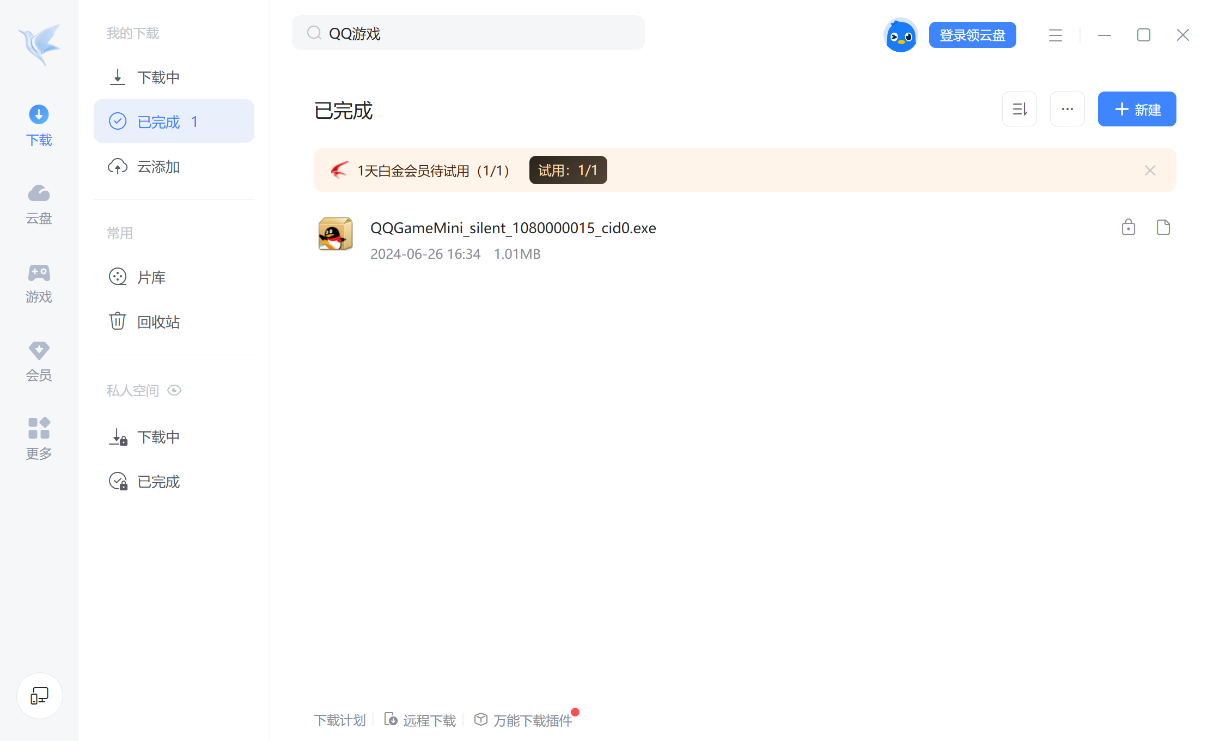 我的下载
下载中
已完成 1
云添加
常用
片库
回收站
私人空间
下载中
已完成
下载
云盘
游戏
会员
更多
QQ游戏
登录领云盘
已完成
新建
1天白金会员待试用（1/1）
试用：1/1
QQGameMini_silent_1080000015_cid0.exe
2024-06-26 16:34 1.01MB
下载计划
远程下载
万能下载插件